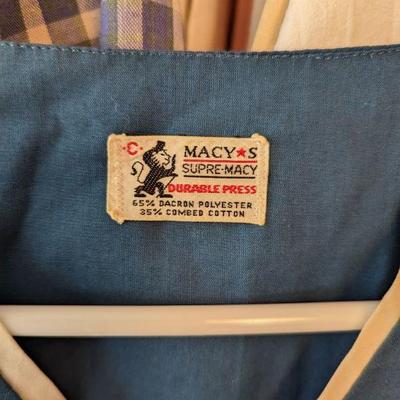 ·C· MACY★S
SUPRE-MACY
DURABLE PRESS
65% DACRON POLYESTER
35% COMBED COTTON